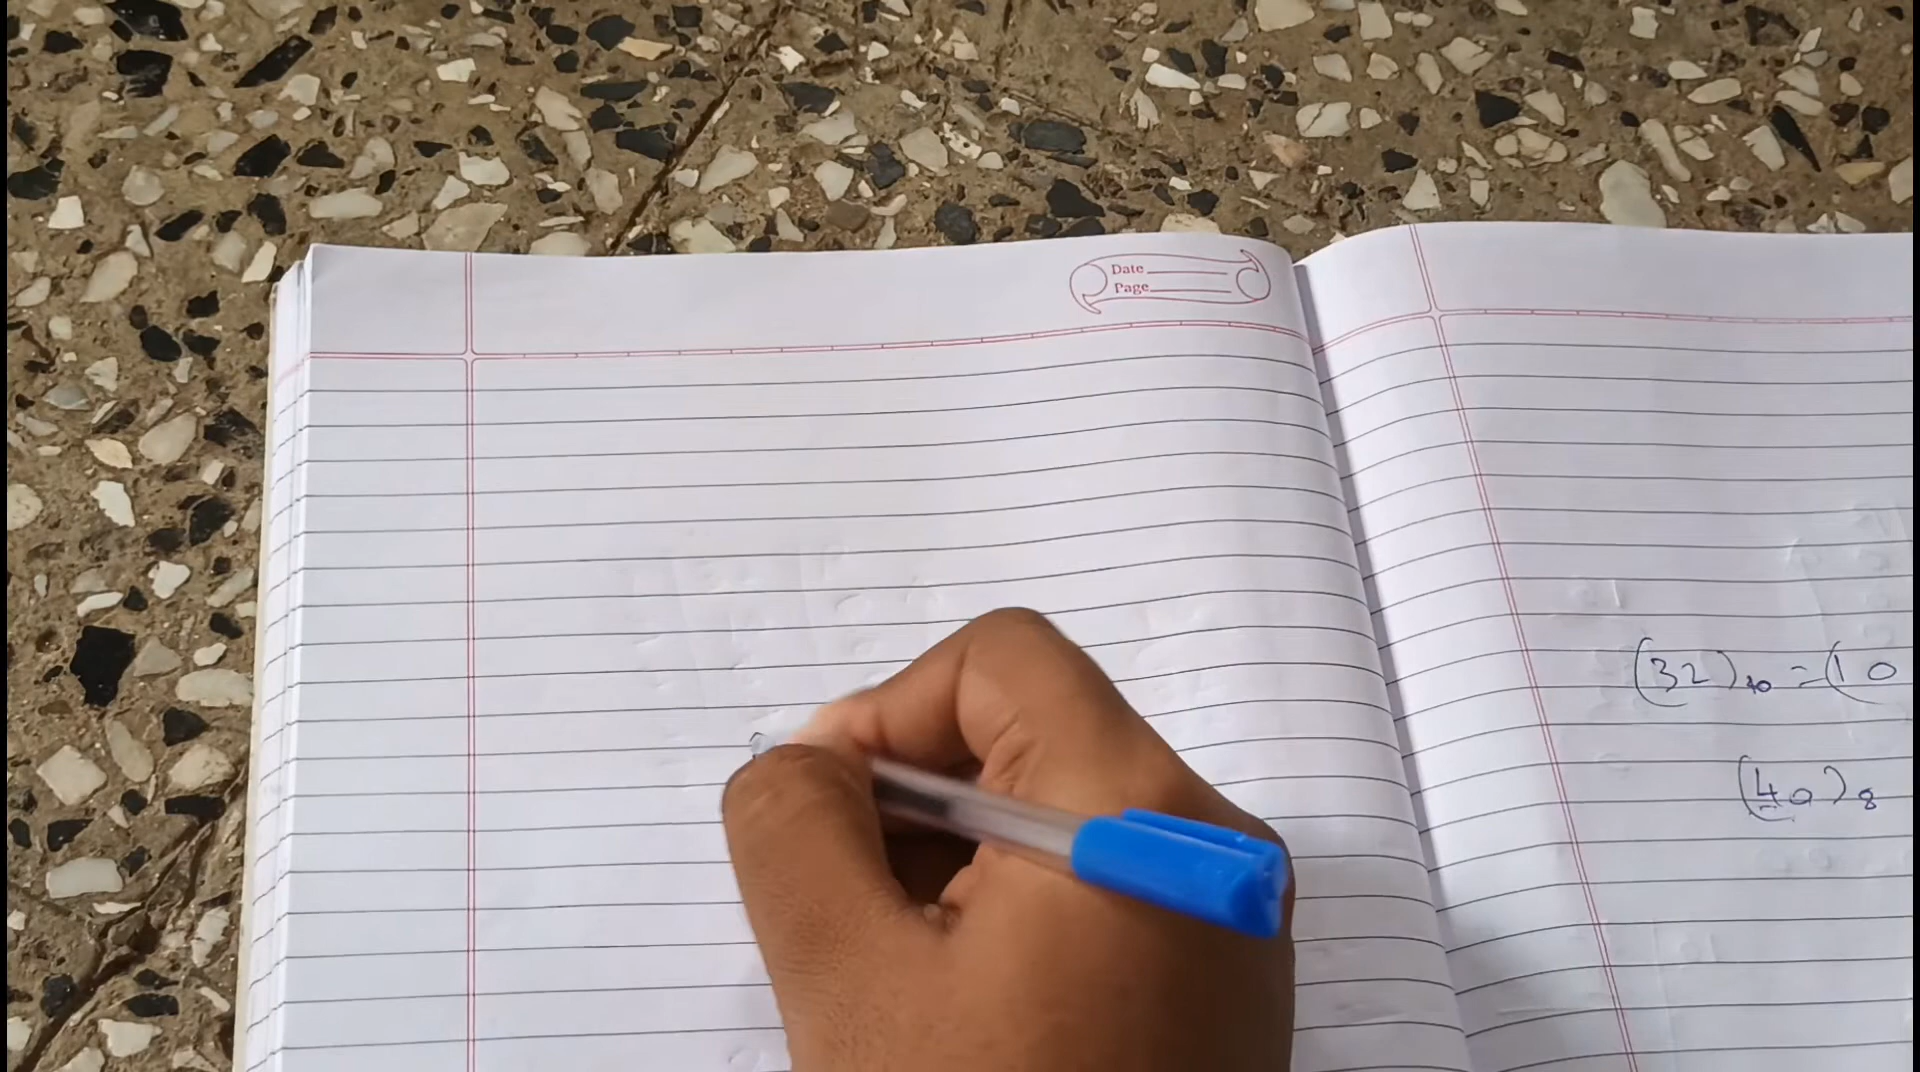 Date
Page
(32)₁₀ = (10
(40)₈